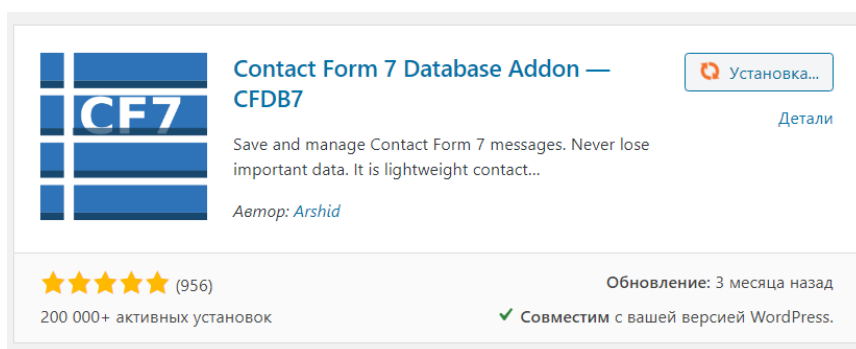 CF7
Contact Form 7 Database Addon —
CFDB7
Установка...
Детали
Save and manage Contact Form 7 messages. Never lose
important data. It is lightweight contact...
Автор: Arshid
(956)
Обновление: 3 месяца назад
200 000+ активных установок
Совместим с вашей версией WordPress.